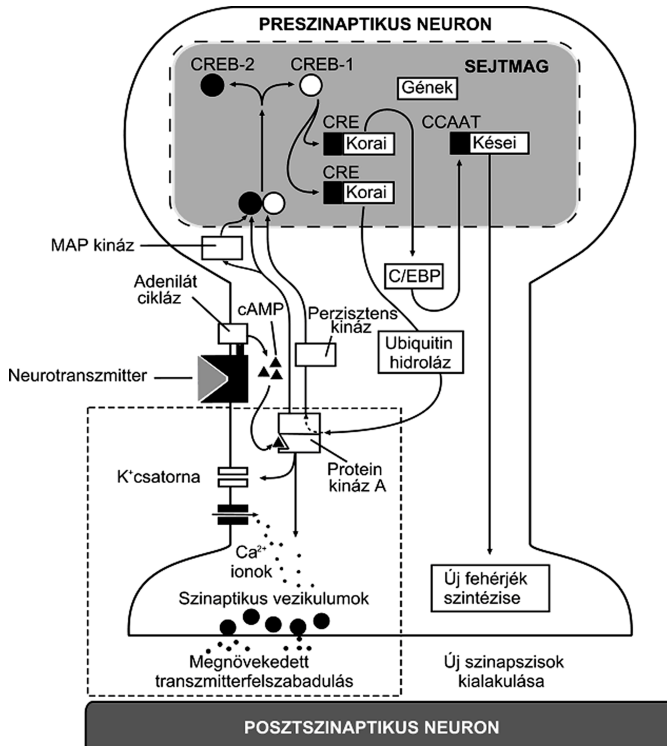 PRESZINAPTIKUS NEURON
SEJTMAG
CREB-2
CREB-1
Gének
CRE
CCAAT
Korai
Kései
CRE
Korai
MAP kináz
C/EBP
Adenilát
cikláz
cAMP
Perzisztens
kináz
Ubiquitin
hidroláz
Neurotranszmitter
Protein
kináz A
K+csatorna
Ca2+
ionok
Új fehérjék
szintézise
Szinaptikus vezikulumok
Megnövekedett
transzmitterfelszabadulás
Új szinapszisok
kialakulása
POSZTSZINAPTIKUS NEURON